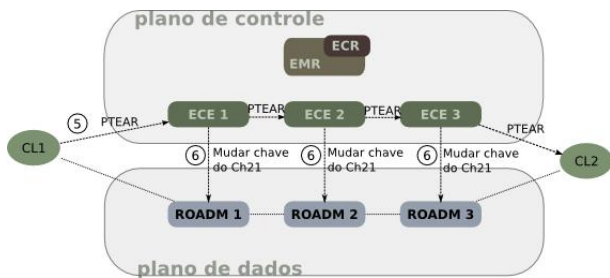 plano de controle
ECR
EMR
5
PTEAR
ECE 1
PTEAR
ECE 2
PTEAR
ECE 3
PTEAR
CL1
CL2
6
Mudar chave
do Ch21
6
Mudar chave
do Ch21
6
Mudar chave
do Ch21
ROADM 1
ROADM 2
ROADM 3
plano de dados